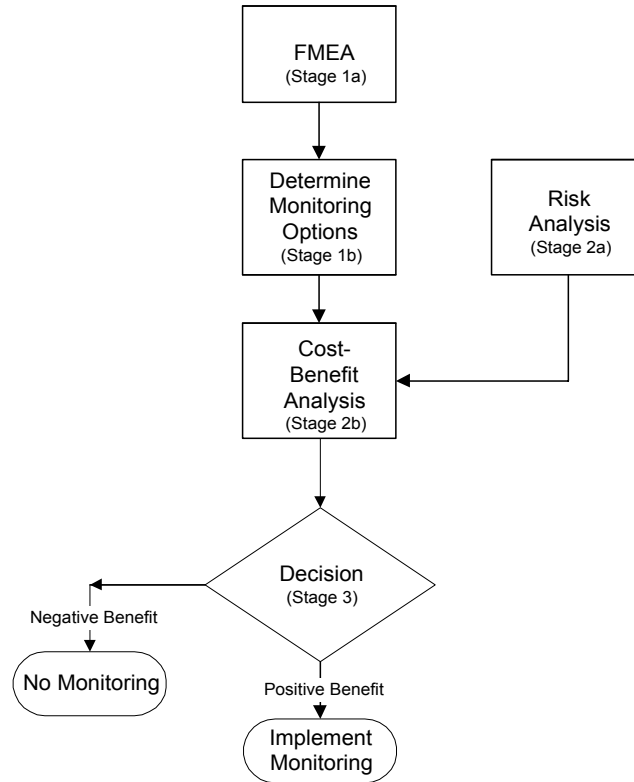 FMEA
(Stage 1a)
Determine
Monitoring
Options
(Stage 1b)
Risk
Analysis
(Stage 2a)
Cost-
Benefit
Analysis
(Stage 2b)
Decision
(Stage 3)
Negative Benefit
No Monitoring
Positive Benefit
Implement
Monitoring